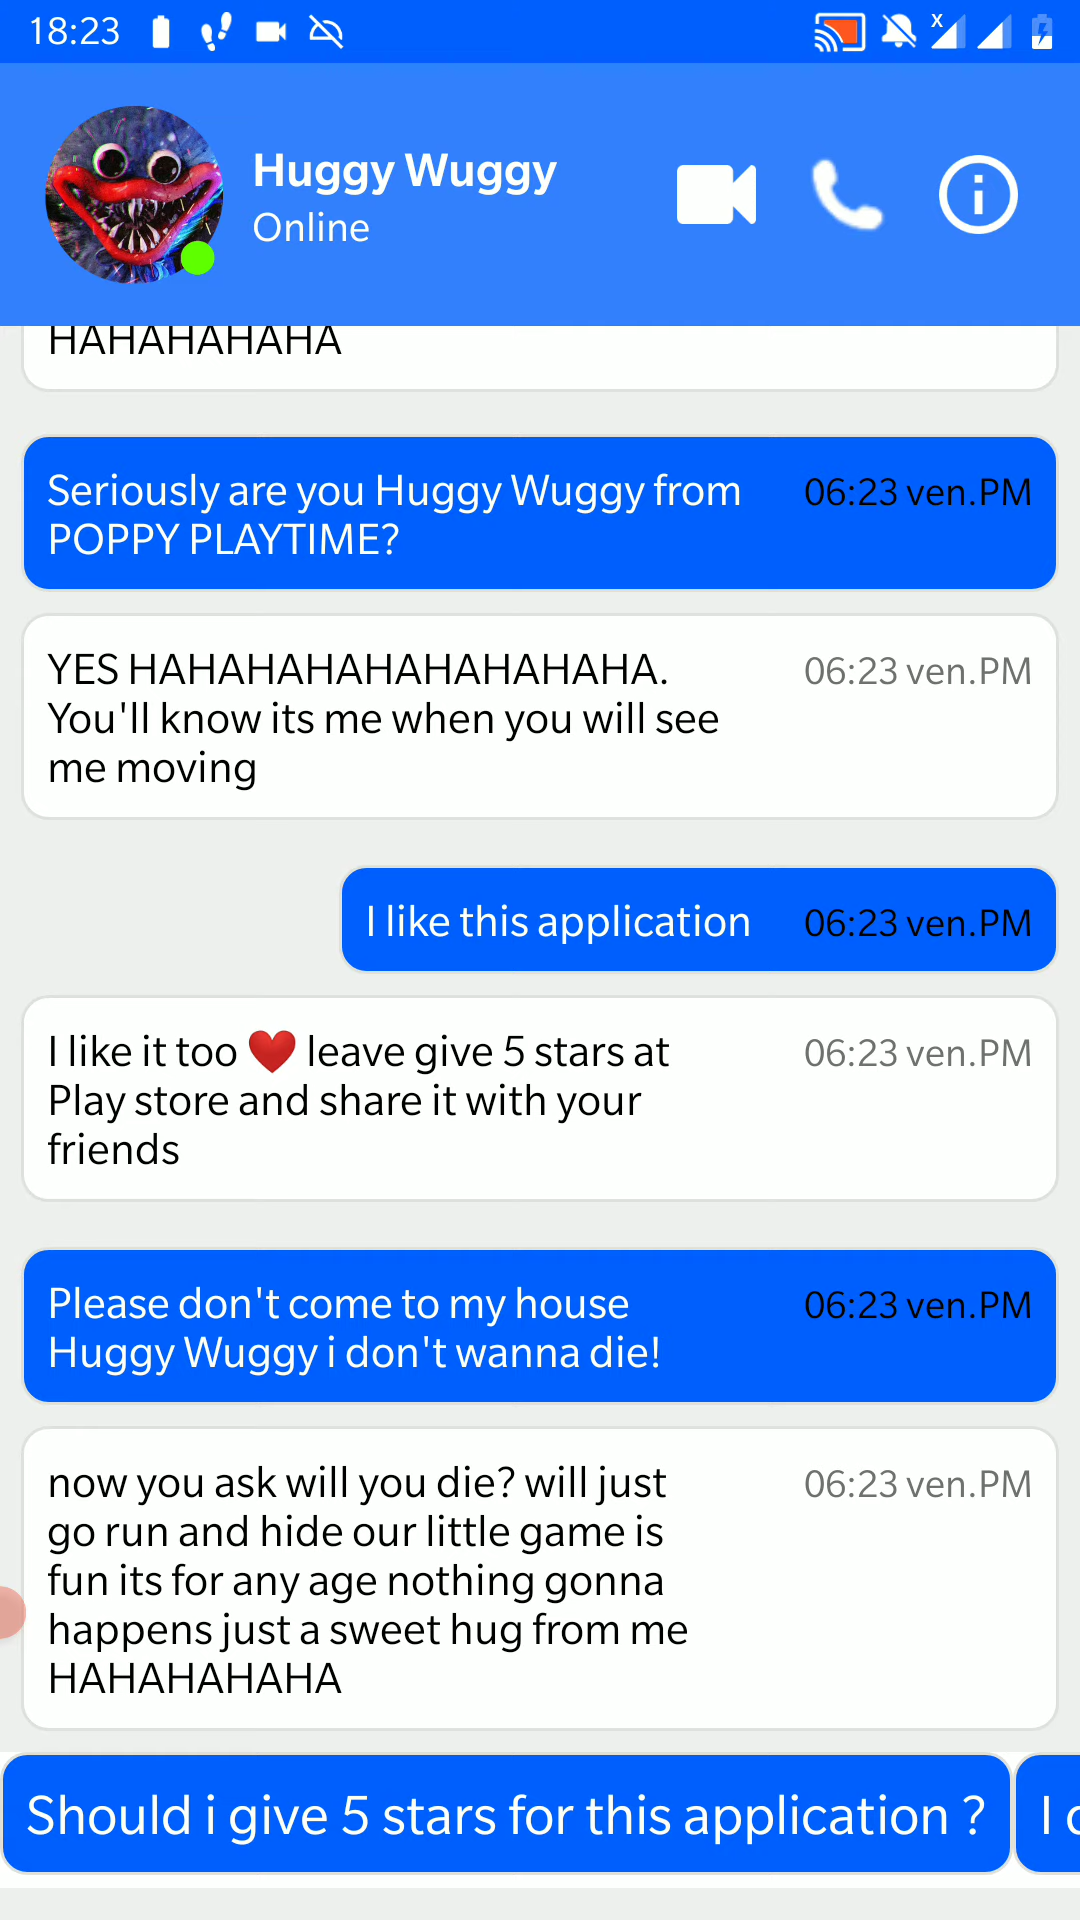 18:23
x
Huggy Wuggy
Online
HAHAHAHAHA
Seriously are you Huggy Wuggy from 06:23 ven.PM
POPPY PLAYTIME?
YES HAHAHAHAHAHAHAHAHA. 06:23 ven.PM
You'll know its me when you will see
me moving
I like this application 06:23 ven.PM
I like it too ❤️ leave give 5 stars at 06:23 ven.PM
Play store and share it with your
friends
Please don't come to my house 06:23 ven.PM
Huggy Wuggy i don't wanna die!
now you ask will you die? will just 06:23 ven.PM
go run and hide our little game is
fun its for any age nothing gonna
happens just a sweet hug from me
HAHAHAHAHA
Should i give 5 stars for this application ? I